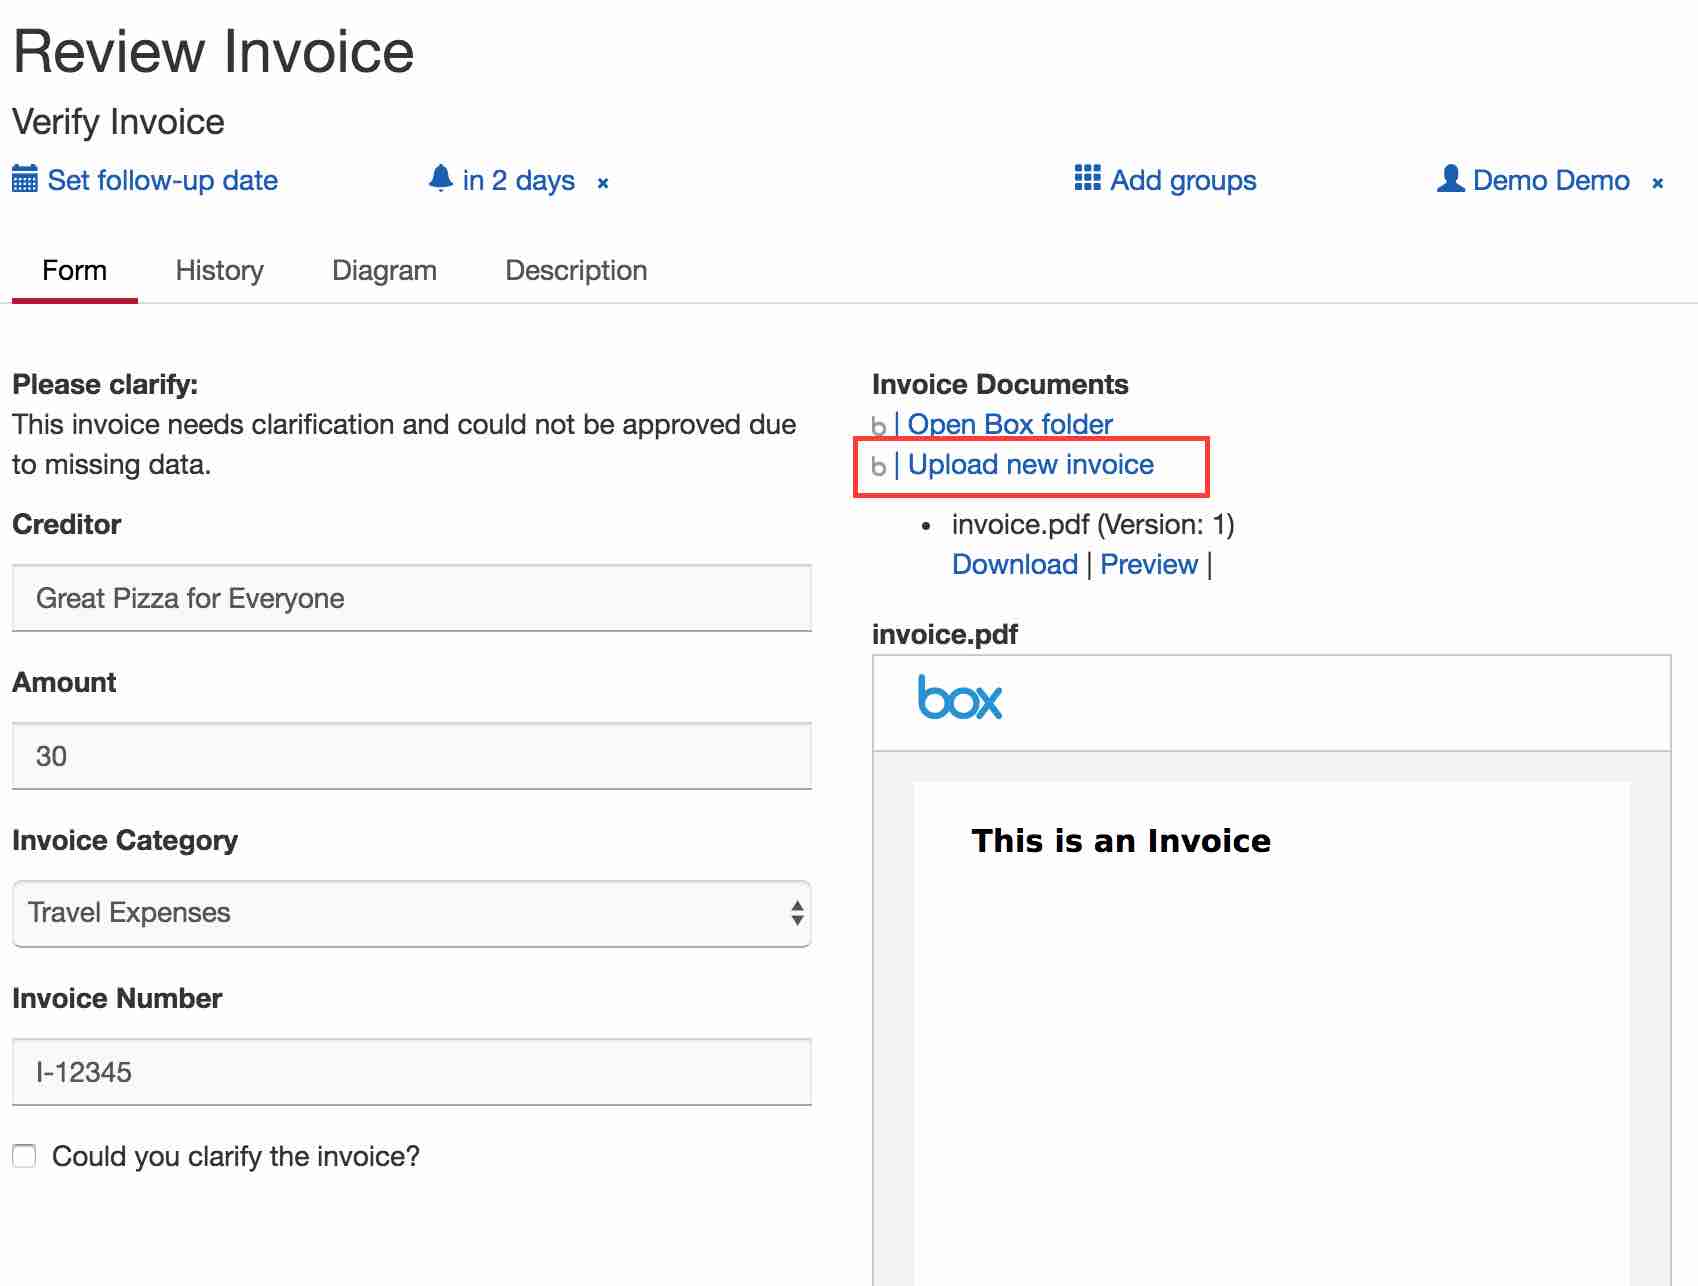 Review Invoice
Verify Invoice
Set follow-up date
in 2 days ×
Add groups
Demo Demo ×
Form
History
Diagram
Description
Please clarify:
This invoice needs clarification and could not be approved due
to missing data.
Creditor
Great Pizza for Everyone
Amount
30
Invoice Category
Travel Expenses
Invoice Number
I-12345
Could you clarify the invoice?
Invoice Documents
b | Open Box folder
b | Upload new invoice
• invoice.pdf (Version: 1)
Download | Preview |
invoice.pdf
box
This is an Invoice